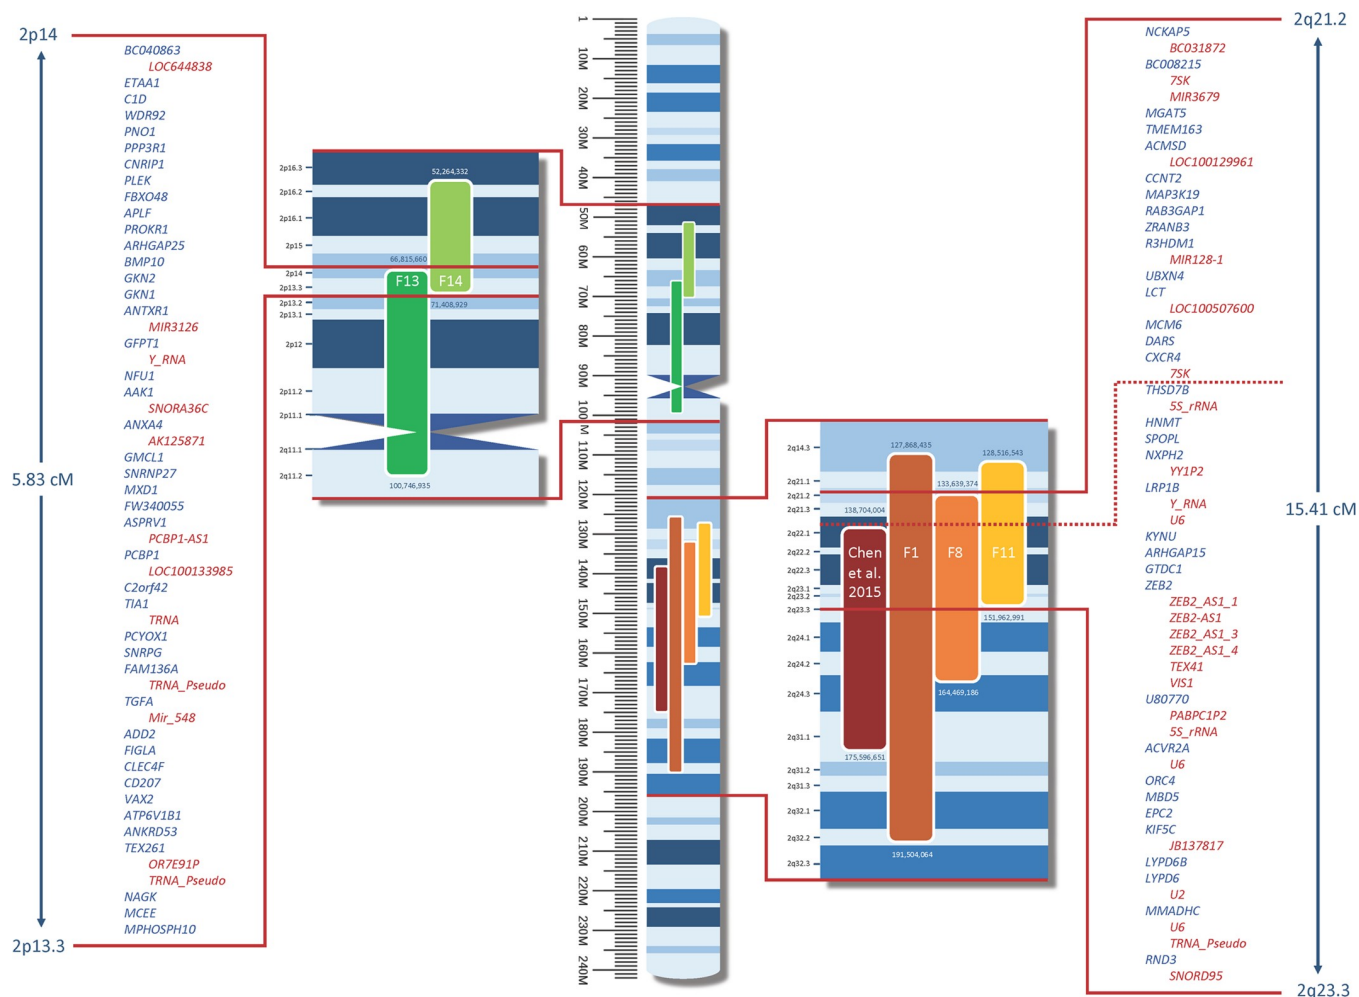 2p14
BC040863
LOC644838
ETAA1
C1D
WDR92
PNO1
PPP3R1
CNRIP1
PLEK
FBXO48
APLF
PROKR1
ARHGAP25
BMP10
GKN2
GKN1
ANTXR1
MIR3126
GFPT1
Y_RNA
NFU1
AAK1
SNORA36C
ANXA4
AK125871
GMCL1
SNRNP27
MXD1
FW340055
ASPRV1
PCBP1-AS1
PCBP1
LOC100133985
C2orf42
TIA1
TRNA
PCYOX1
SNRPG
FAM136A
TRNA_Pseudo
TGFA
Mir_548
ADD2
FIGLA
CLEC4F
CD207
VAX2
ATP6V1B1
ANKRD53
TEX261
OR7E91P
TRNA_Pseudo
NAGK
MCEE
MPHOSPH10
5.83 cM
2p13.3
2p16.3
2p16.2
2p16.1
2p15
2p14
2p13.3
2p13.2
2p13.1
2p12
2p11.2
2p11.1
2q11.1
2q11.2
52,264,332
66,815,660
F13
F14
71,408,929
100,746,935
1
10M
20M
30M
40M
50M
60M
70M
80M
90M
100M
110M
120M
130M
140M
150M
160M
170M
180M
190M
200M
210M
220M
230M
240M
2q14.3
2q21.1
2q21.2
2q21.3
2q22.1
2q22.2
2q22.3
2q23.1
2q23.2
2q23.3
2q24.1
2q24.2
2q24.3
2q31.1
2q31.2
2q31.3
2q32.1
2q32.2
2q32.3
127,868,435
128,516,543
133,639,374
138,704,004
Chen
et al.
2015
F1
F8
F11
151,962,991
164,469,186
175,596,651
191,504,064
2q21.2
NCKAP5
BC031872
BC008215
7SK
MIR3679
MGAT5
TMEM163
ACMSD
LOC100129961
CCNT2
MAP3K19
RAB3GAP1
ZRANB3
R3HDM1
MIR128-1
UBXN4
LCT
LOC100507600
MCM6
DARS
CXCR4
7SK
THSD7B
5S_rRNA
HNMT
SPOPL
NXPH2
YY1P2
LRP1B
Y_RNA
U6
KYNU
ARHGAP15
GTDC1
ZEB2
ZEB2_AS1_1
ZEB2-AS1
ZEB2_AS1_3
ZEB2_AS1_4
TEX41
VIS1
U80770
PABPC1P2
5S_rRNA
ACVR2A
U6
ORC4
MBD5
EPC2
KIF5C
JB137817
LYPD6B
LYPD6
U2
MMADHC
U6
TRNA_Pseudo
RND3
SNORD95
15.41 cM
2q23.3